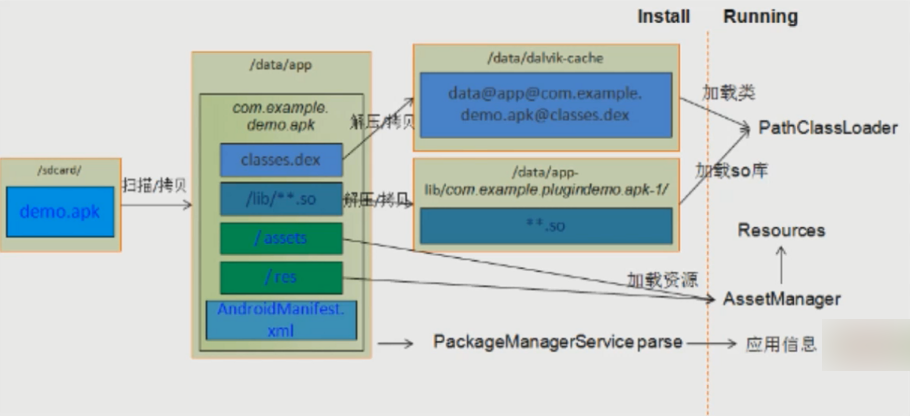 Install
Running
/data/app
/data/dalvik-cache
com.example.
demo.apk
data@app@com.example.
demo.apk@classes.dex
加载类
解压/拷贝
PathClassLoader
classes.dex
/sdcard/
demo.apk
扫描/拷贝
/lib/**.so
解压/拷贝
/data/app-
lib/com.example.plugindemo.apk-1/
**.so
加载so库
/assets
Resources
/res
加载资源
AssetManager
AndroidManifest.
xml
PackageManagerService parse
应用信息